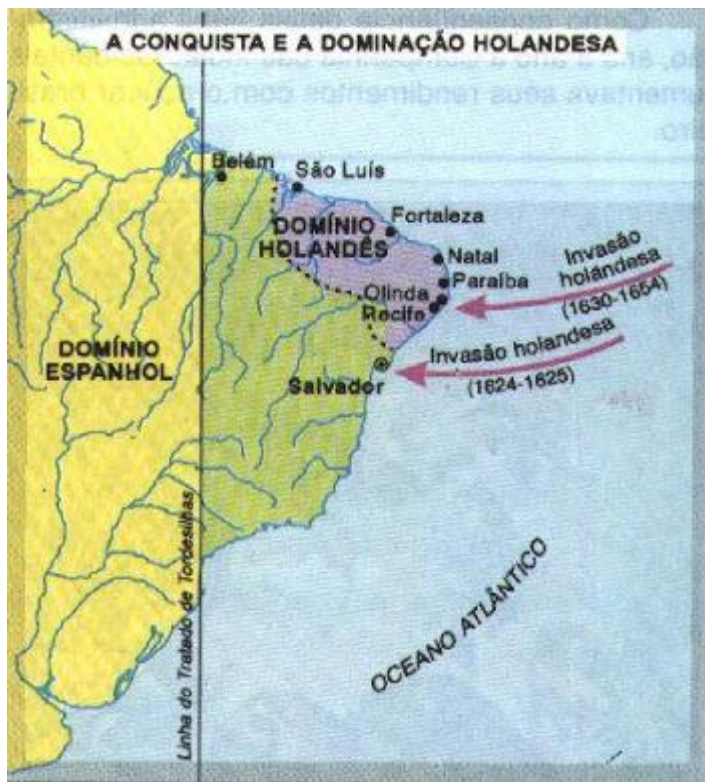 A CONQUISTA E A DOMINAÇÃO HOLANDESA
Belém
São Luís
DOMÍNIO
HOLANDÊS
Fortaleza
Natal
Paraíba
Olinda
Recife
Invasão
holandesa
(1630-1654)
DOMÍNIO
ESPANHOL
Salvador
Invasão holandesa
(1624-1625)
Linha do Tratado de Tordesilhas
OCEANO ATLÂNTICO